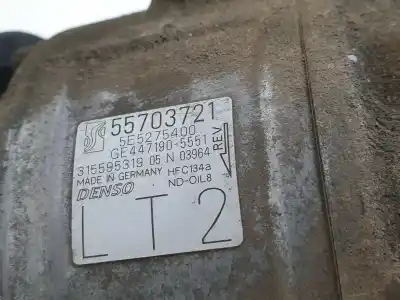 55703721
5E5275400
GE447190-5551
315595319 05 N 03964
MADE IN GERMANY HFC134a
DENSO ND-OIL8
REV
LT2